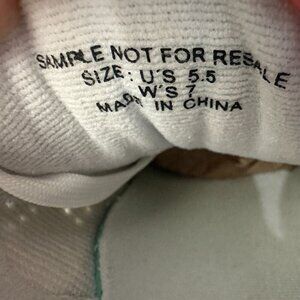 SAMPLE NOT FOR RESALE
SIZE: U'S 5.5
W'S 7
MADE IN CHINA